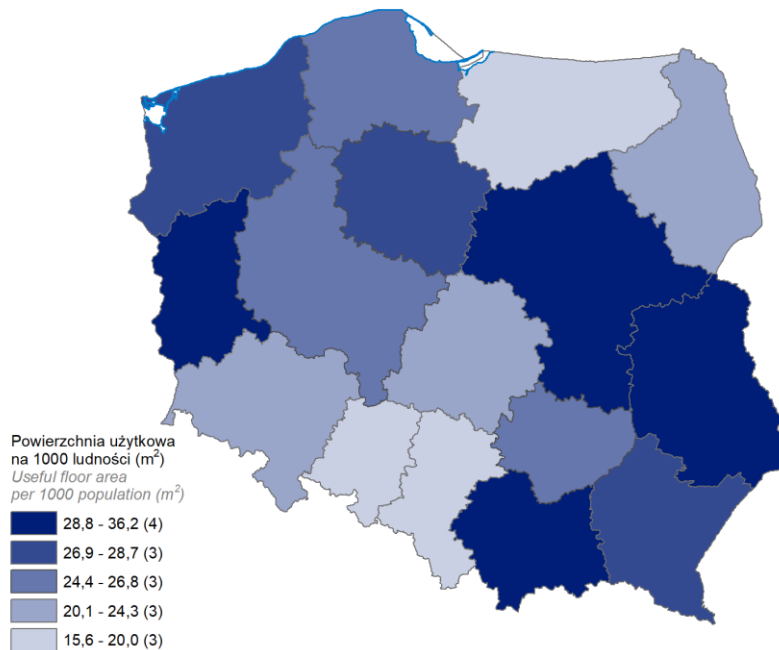 Powierzchnia użytkowa
na 1000 ludności (m²)
Useful floor area
per 1000 population (m²)
28,8 - 36,2 (4)
26,9 - 28,7 (3)
24,4 - 26,8 (3)
20,1 - 24,3 (3)
15,6 - 20,0 (3)